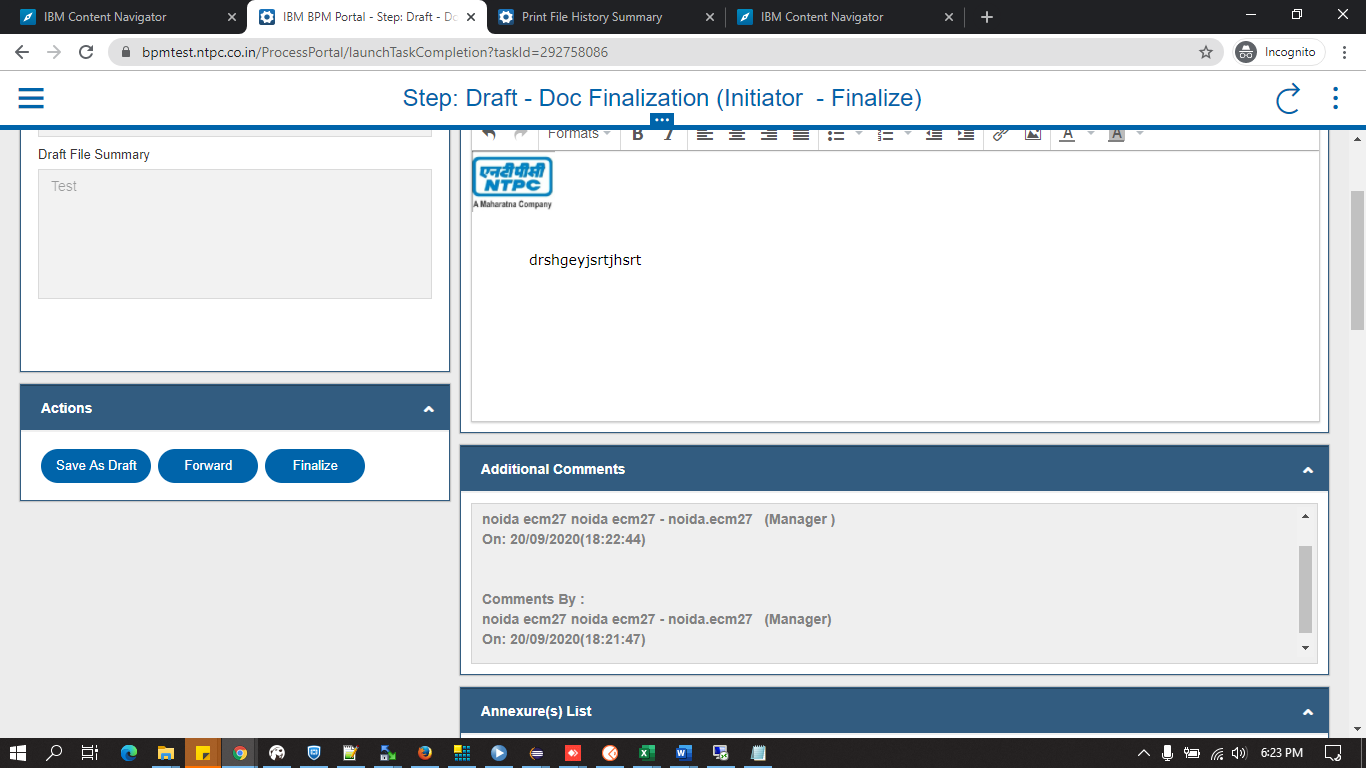 IBM Content Navigator
IBM BPM Portal - Step: Draft - Do
Print File History Summary
IBM Content Navigator
bpmtest.ntpc.co.in/ProcessPortal/launchTaskCompletion?taskId=292758086
Incognito
Step: Draft - Doc Finalization (Initiator - Finalize)
Formats
B I
A A
Draft File Summary
Test
एनटीपीसी
NTPC
A Maharatna Company
drshgeyjsrtjhsrt
Actions
Save As Draft Forward Finalize
Additional Comments
noida ecm27 noida ecm27 - noida.ecm27 (Manager )
On: 20/09/2020(18:22:44)
Comments By :
noida ecm27 noida ecm27 - noida.ecm27 (Manager)
On: 20/09/2020(18:21:47)
Annexure(s) List
6:23 PM